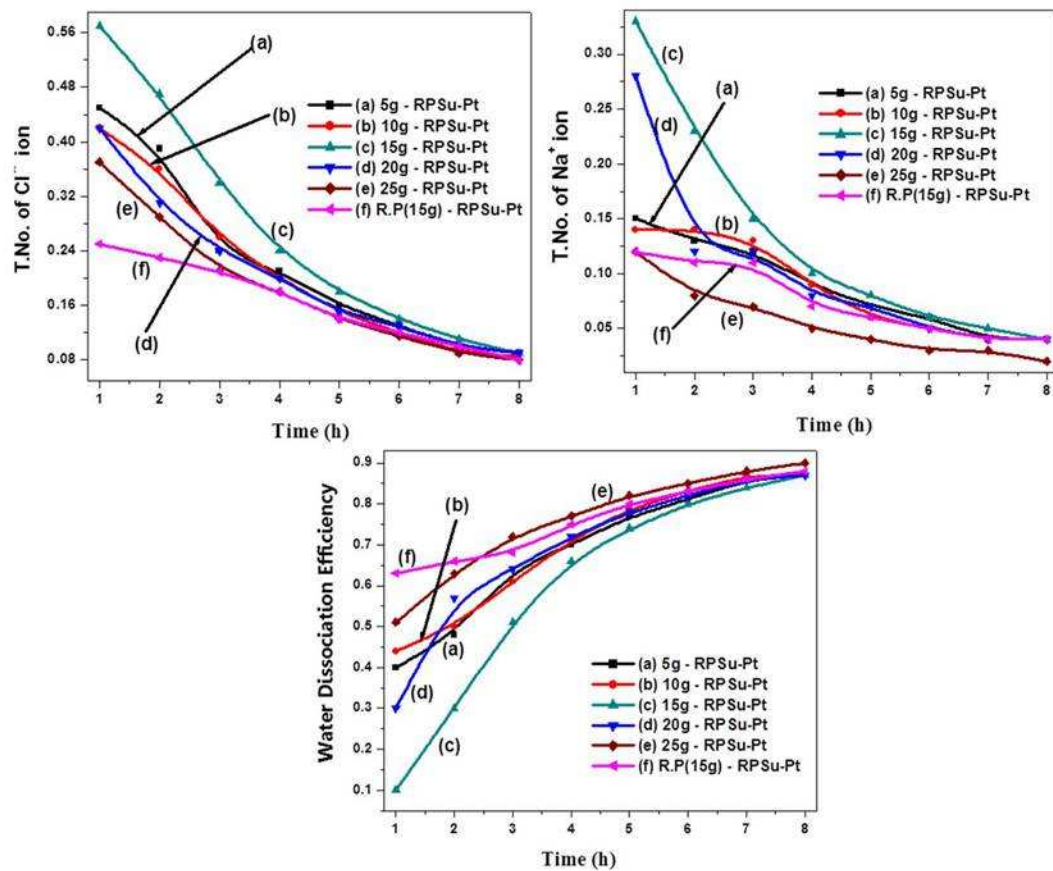 T.No. of Cl⁻⁻ ion
0.56
0.48
0.40
0.32
0.24
0.16
0.08
(a)
(b)
(e)
(c)
(f)
(d)
(a) 5g - RPSu-Pt
(b) 10g - RPSu-Pt
(c) 15g - RPSu-Pt
(d) 20g - RPSu-Pt
(e) 25g - RPSu-Pt
(f) R.P(15g) - RPSu-Pt
1 2 3 4 5 6 7 8
Time (h)
T.No. of Na⁺ ion
0.30
0.25
0.20
0.15
0.10
0.05
(c)
(a)
(d)
(b)
(e)
(f)
(a) 5g - RPSu-Pt
(b) 10g - RPSu-Pt
(c) 15g - RPSu-Pt
(d) 20g - RPSu-Pt
(e) 25g - RPSu-Pt
(f) R.P(15g) - RPSu-Pt
1 2 3 4 5 6 7 8
Time (h)
Water Dissociation Efficiency
0.9
0.8
0.7
0.6
0.5
0.4
0.3
0.2
0.1
(b)
(e)
(f)
(a)
(d)
(c)
(a) 5g - RPSu-Pt
(b) 10g - RPSu-Pt
(c) 15g - RPSu-Pt
(d) 20g - RPSu-Pt
(e) 25g - RPSu-Pt
(f) R.P(15g) - RPSu-Pt
1 2 3 4 5 6 7 8
Time (h)